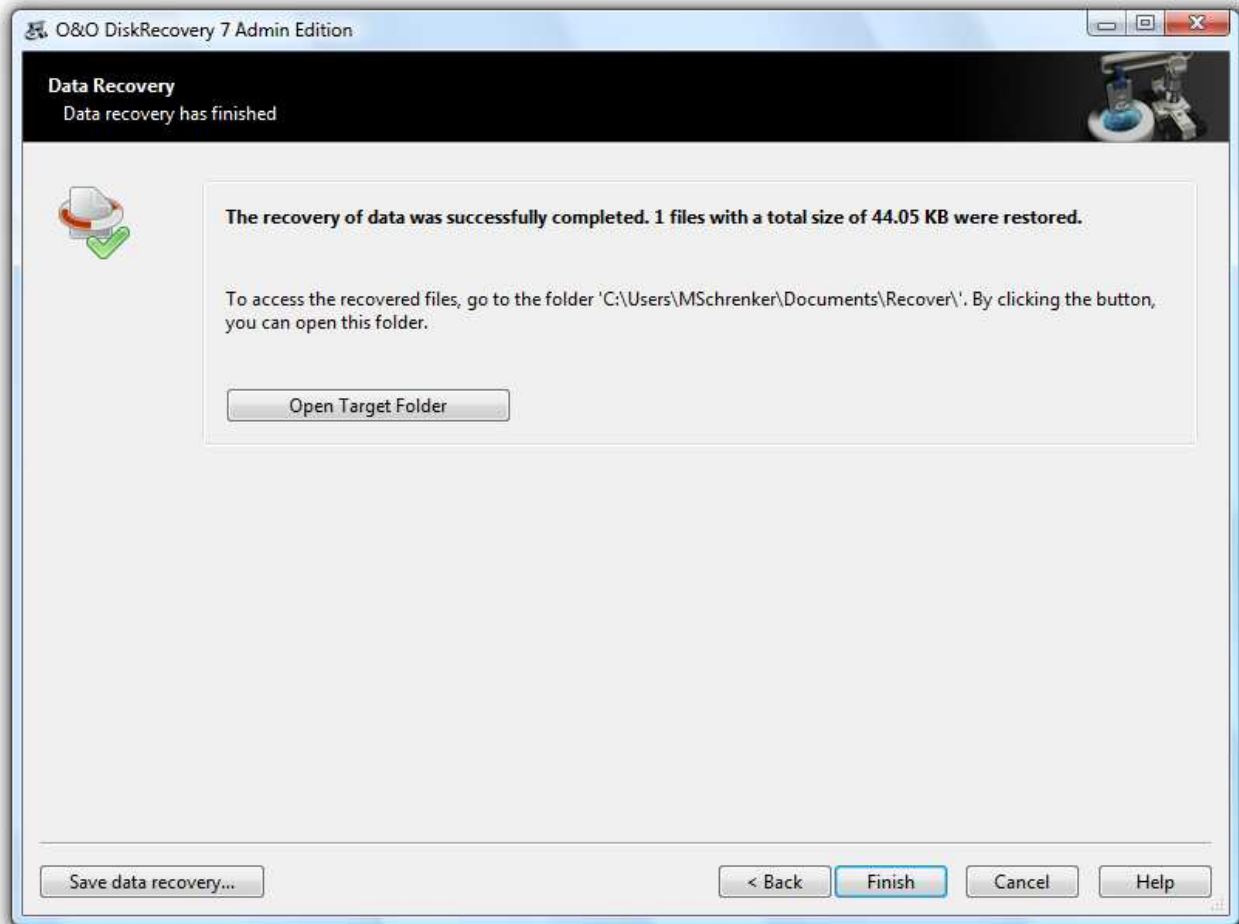 O&O DiskRecovery 7 Admin Edition
Data Recovery
Data recovery has finished
The recovery of data was successfully completed. 1 files with a total size of 44.05 KB were restored.
To access the recovered files, go to the folder 'C:\Users\MSchrenker\Documents\Recover\'. By clicking the button,
you can open this folder.
Open Target Folder
Save data recovery...
< Back
Finish
Cancel
Help